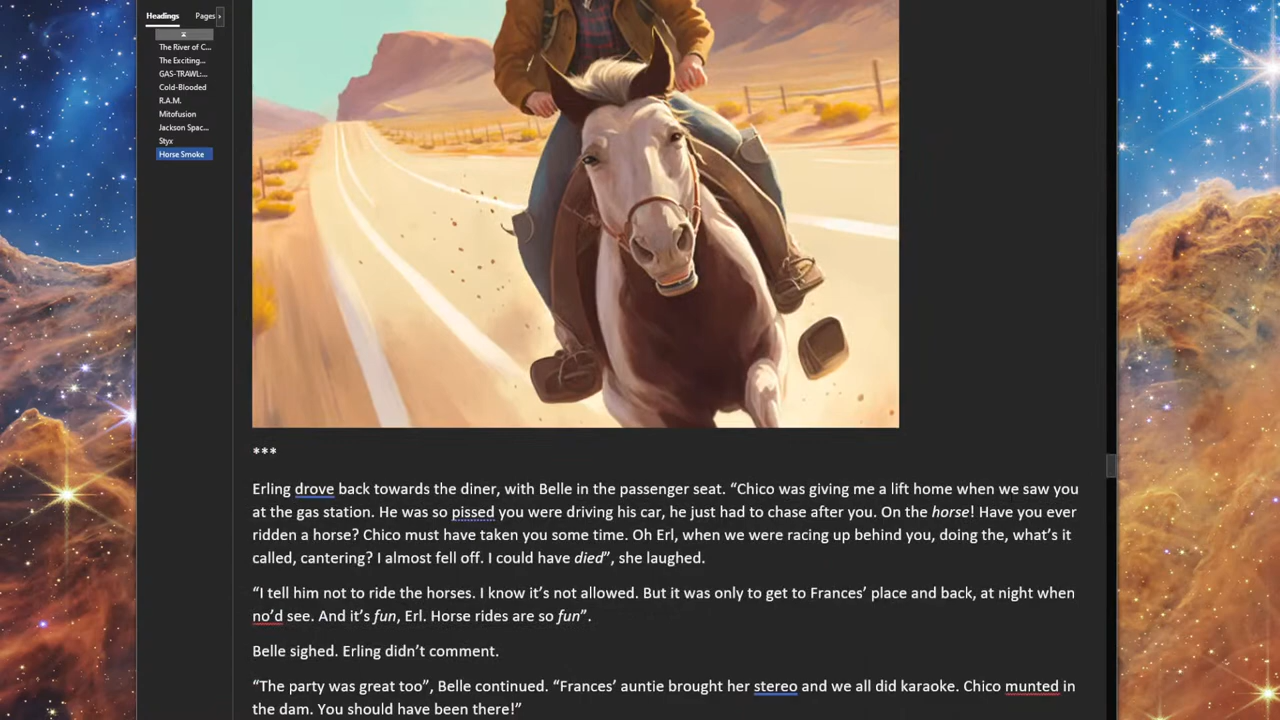 Headings
Pages
The River of C...
The Exciting...
GAS-TRAWL:...
Cold-Blooded
R.A.M.
Mitofusion
Jackson Spac...
Styx
Horse Smoke
***
Erling drove back towards the diner, with Belle in the passenger seat. “Chico was giving me a lift home when we saw you
at the gas station. He was so pissed you were driving his car, he just had to chase after you. On the horse! Have you ever
ridden a horse? Chico must have taken you some time. Oh Erl, when we were racing up behind you, doing the, what’s it
called, cantering? I almost fell off. I could have died”, she laughed.
“I tell him not to ride the horses. I know it’s not allowed. But it was only to get to Frances’ place and back, at night when
no’d see. And it’s fun, Erl. Horse rides are so fun”.
Belle sighed. Erling didn’t comment.
“The party was great too”, Belle continued. “Frances’ auntie brought her stereo and we all did karaoke. Chico munted in
the dam. You should have been there!”